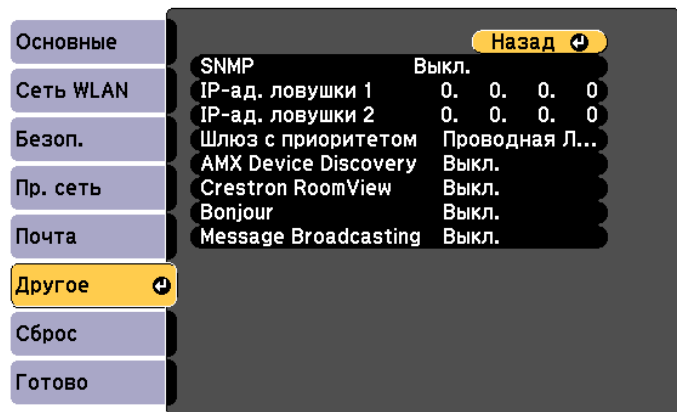 Основные
Сеть WLAN
Безоп.
Пр. сеть
Почта
Другое
Сброс
Готово
Назад
SNMP Выкл.
IP-ад. ловушки 1 0. 0. 0. 0
IP-ад. ловушки 2 0. 0. 0. 0
Шлюз с приоритетом Проводная Л...
AMX Device Discovery Выкл.
Crestron RoomView Выкл.
Bonjour Выкл.
Message Broadcasting Выкл.